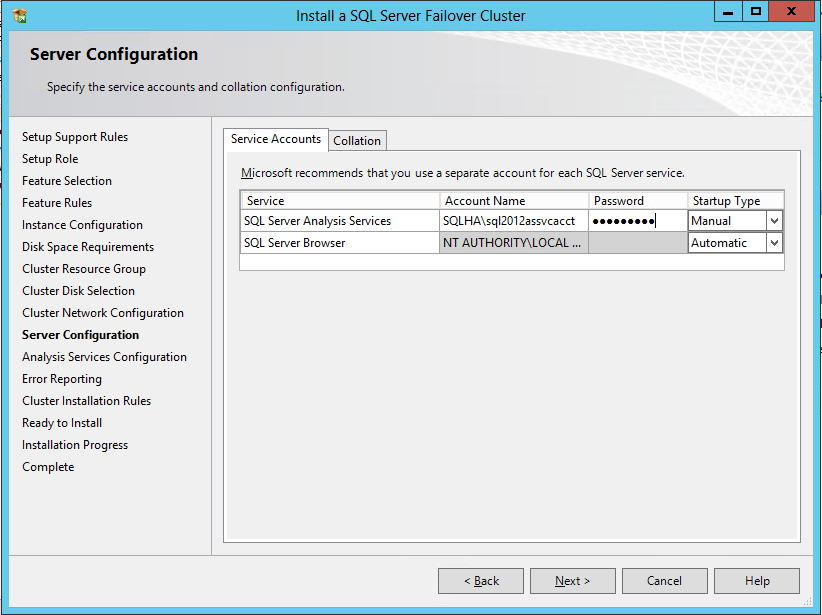 Install a SQL Server Failover Cluster
Server Configuration
Specify the service accounts and collation configuration.
Setup Support Rules
Setup Role
Feature Selection
Feature Rules
Instance Configuration
Disk Space Requirements
Cluster Resource Group
Cluster Disk Selection
Cluster Network Configuration
Server Configuration
Analysis Services Configuration
Error Reporting
Cluster Installation Rules
Ready to Install
Installation Progress
Complete
Service Accounts Collation
Microsoft recommends that you use a separate account for each SQL Server service.
Service Account Name Password Startup Type
SQL Server Analysis Services SQLHA\sql2012assvcacct ●●●●●●●●● Manual
SQL Server Browser NT AUTHORITY\LOCAL ... Automatic
< Back Next > Cancel Help